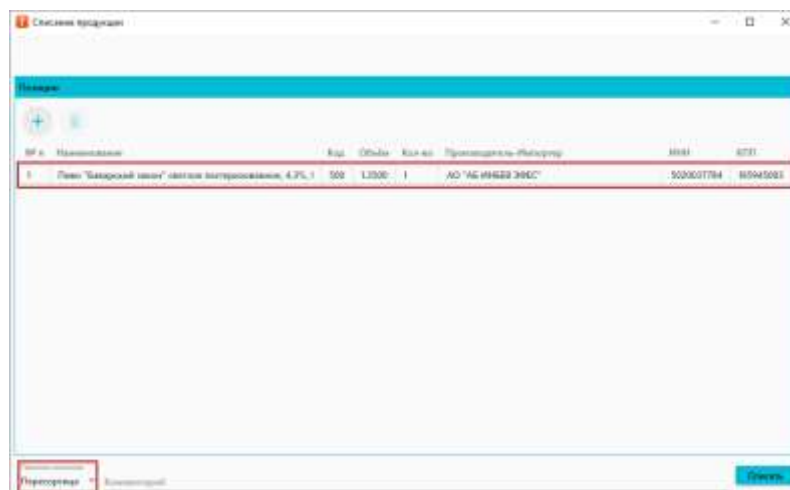 Списание продукции
Позиции
№ п Наименование Код Объём Кол-во Производитель-Импортер ИНН КПП
1 Пиво "Баварский закон" светлое пастеризованное, 4,3%, 1 500 1.3500 1 АО "АБ ИНБЕВ ЭФЕС" 5020037784
Пересортица Комментарий
Списать